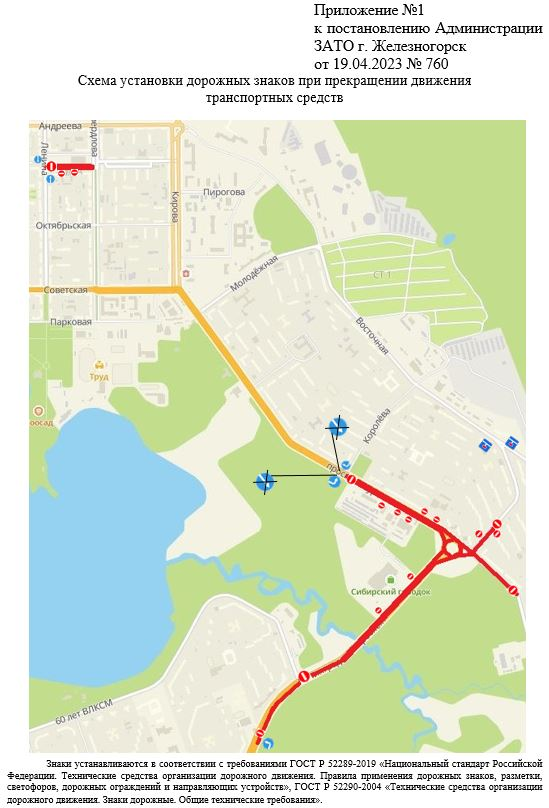 Приложение №1
к постановлению Администрации
ЗАТО г. Железногорск
от 19.04.2023 № 760
Схема установки дорожных знаков при прекращении движения
транспортных средств
Андреева
Ленина
Кирова
Пирогова
Октябрьская
Молодёжная
СТ 1
Советская
Парковая
Восточная
Труд
Королёва
Сибирский городок
60 лет ВЛКСМ
Знаки устанавливаются в соответствии с требованиями ГОСТ Р 52289-2019 «Национальный стандарт Российской
Федерации. Технические средства организации дорожного движения. Правила применения дорожных знаков, разметки,
светофоров, дорожных ограждений и направляющих устройств», ГОСТ Р 52290-2004 «Технические средства организации
дорожного движения. Знаки дорожные. Общие технические требования».